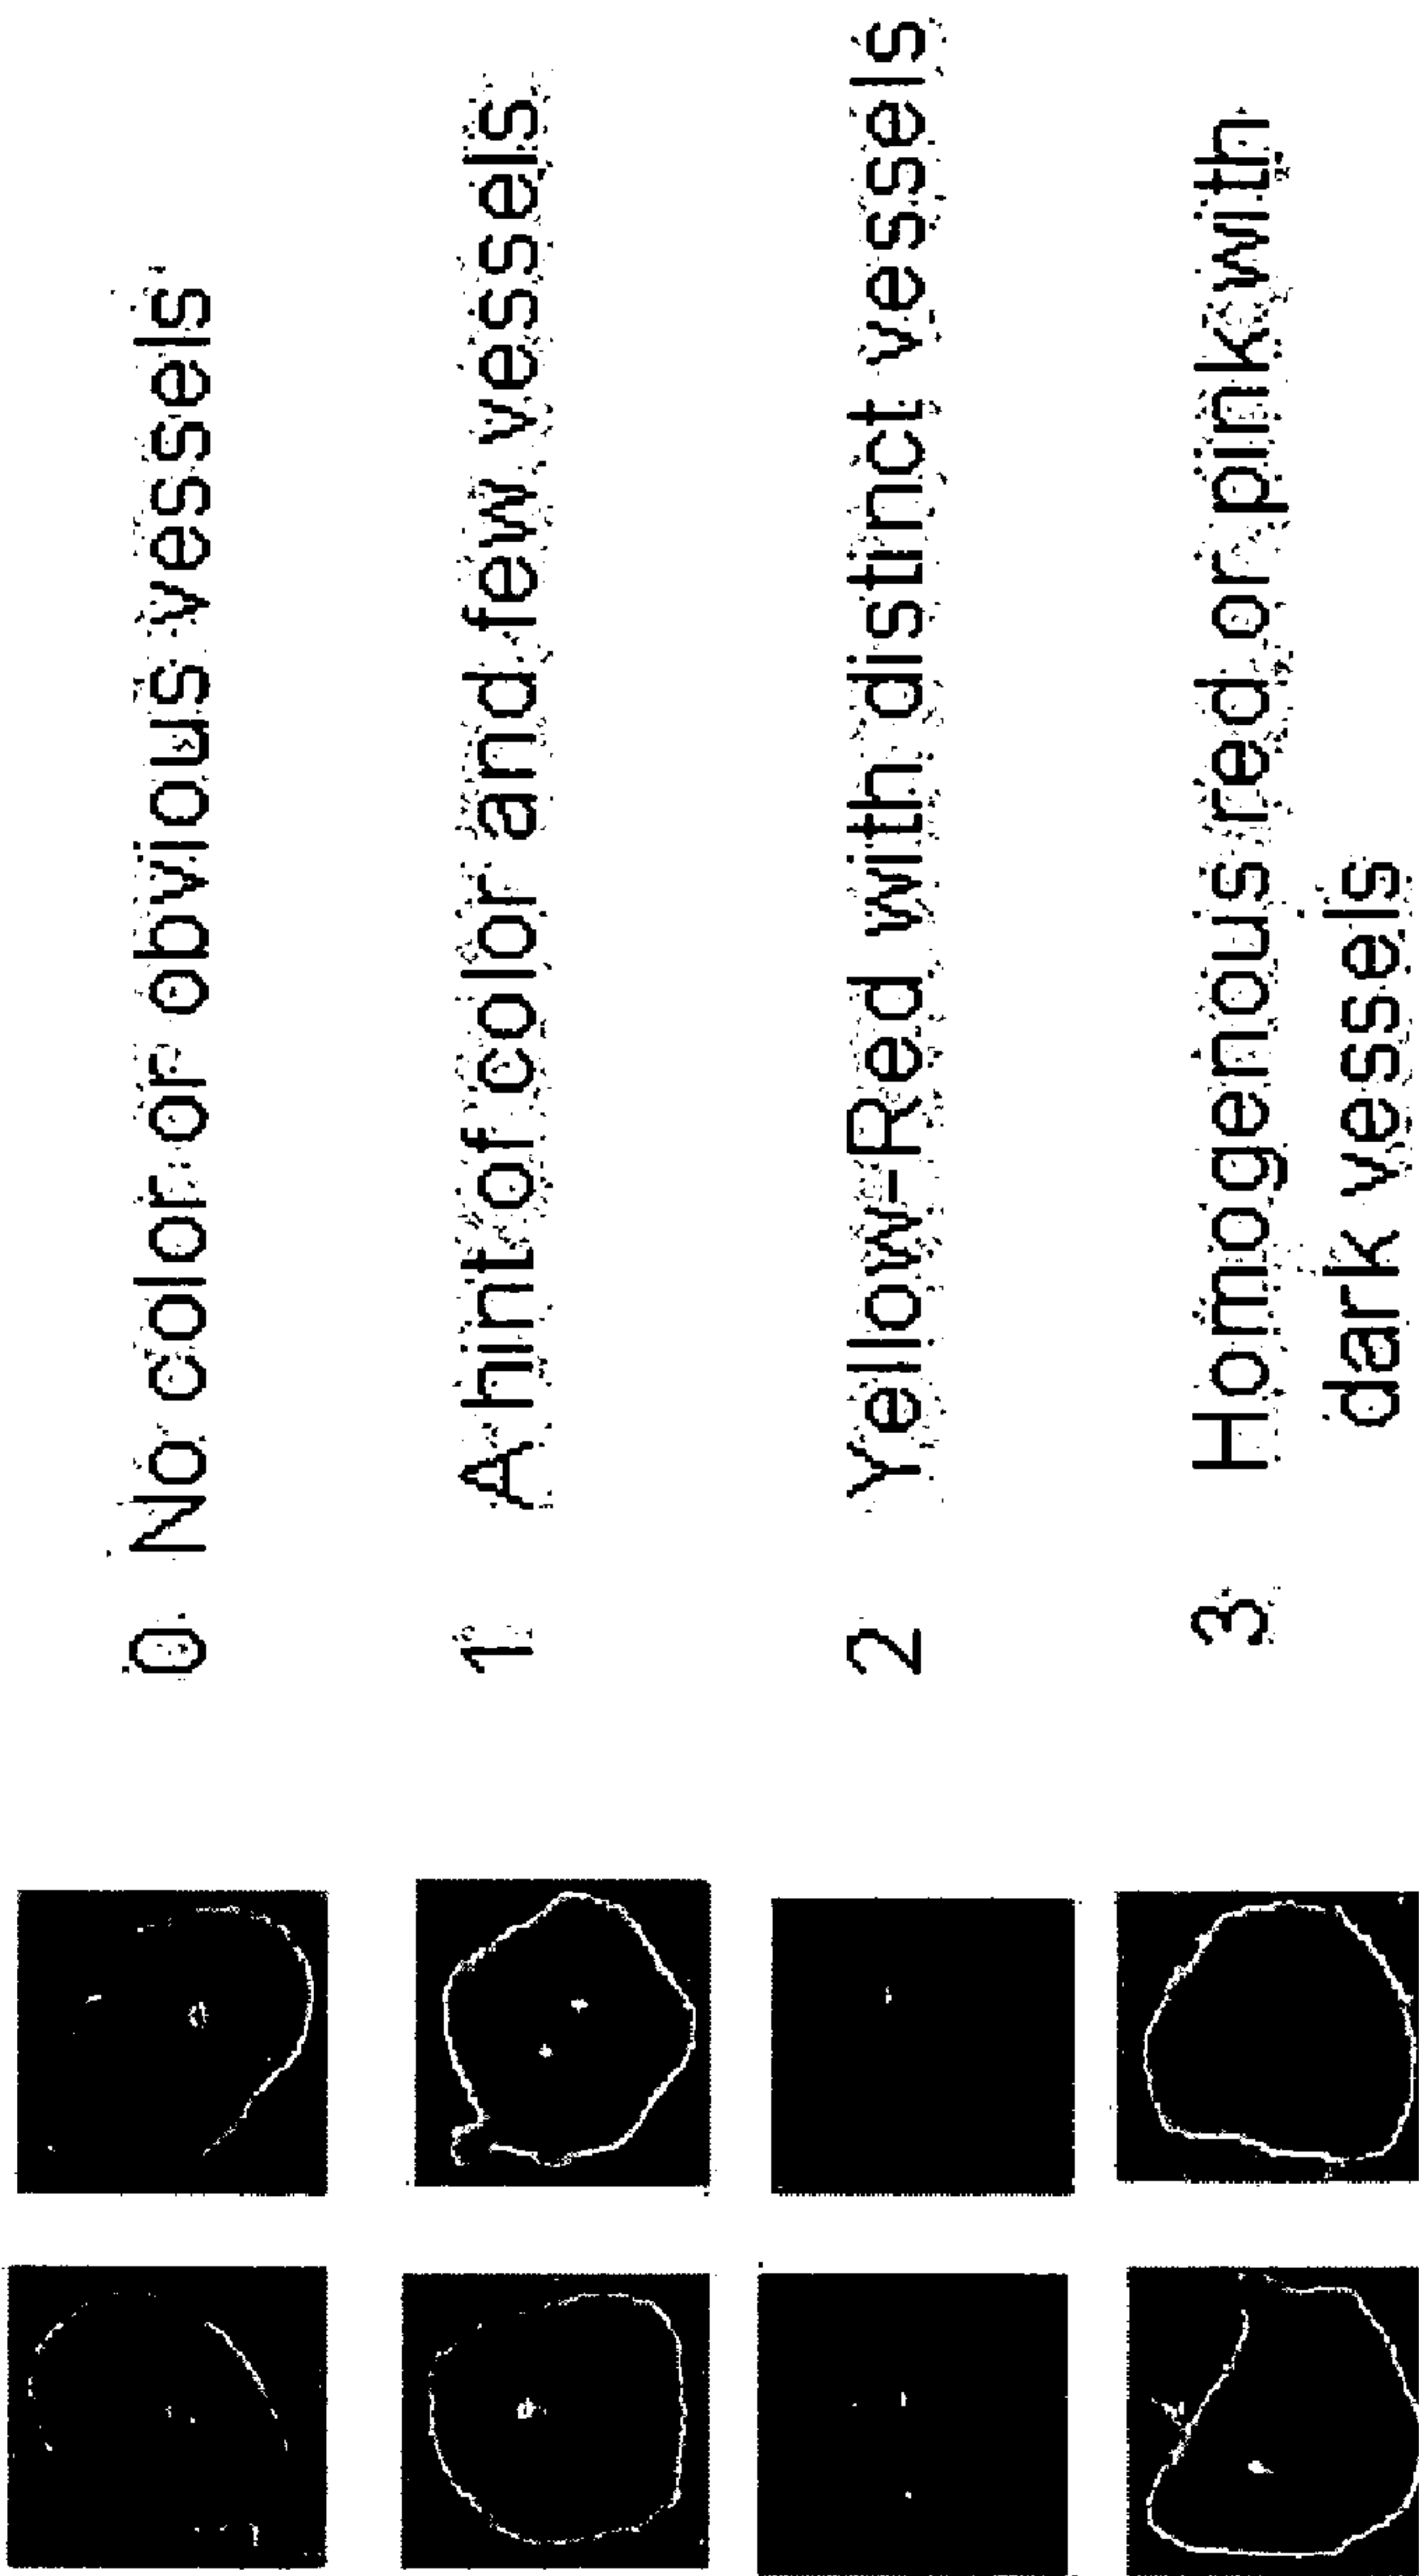 0 No color or obvious vessels
1 A hint of color and few vessels
2 Yellow-Red with distinct vessels
3 Homogenous red or pink with
dark vessels